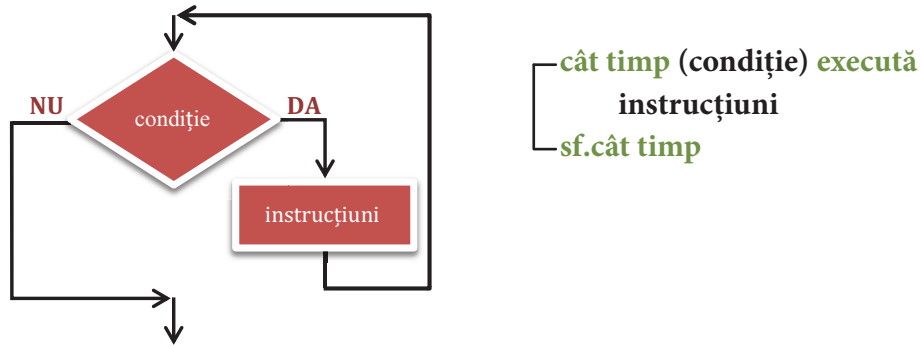 NU
condiție
DA
instrucțiuni
cât timp (condiție) execută
instrucțiuni
sf.cât timp